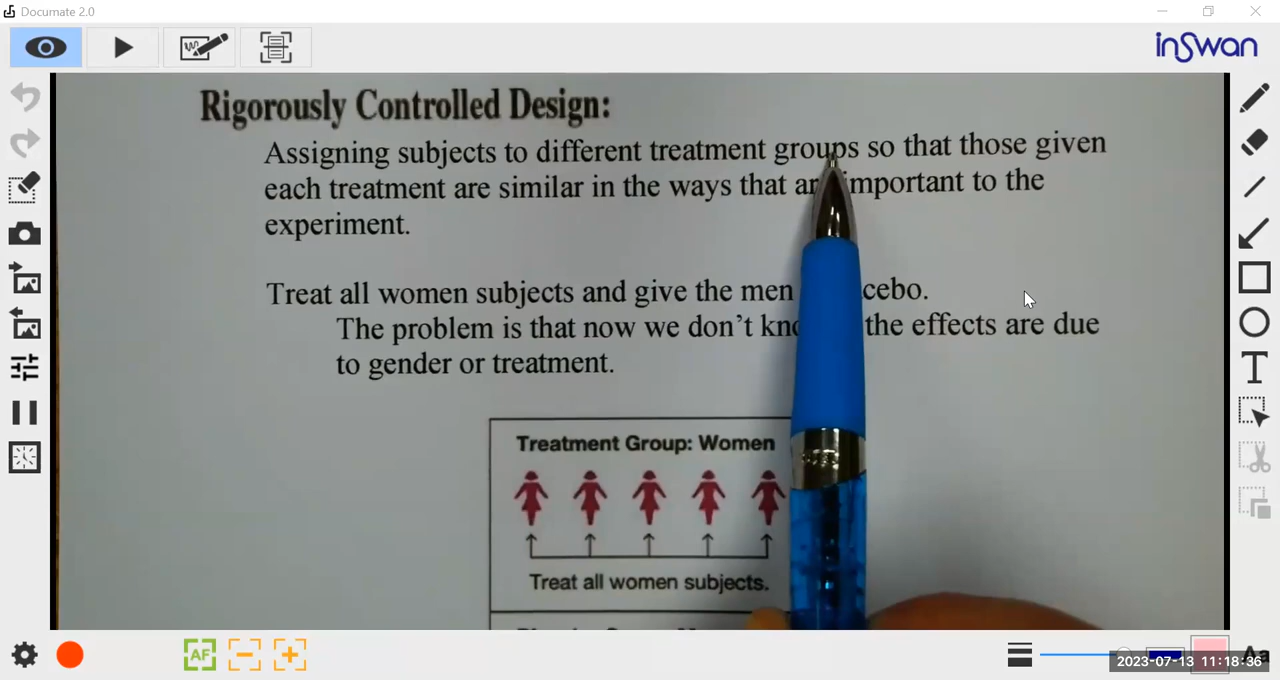 Documate 2.0
inSwan
Rigorously Controlled Design:
Assigning subjects to different treatment groups so that those given
each treatment are similar in the ways that important to the
experiment.
Treat all women subjects and give the men
The problem is that now we don't the effects are due
to gender or treatment.
Treatment Group: Women
Treat all women subjects.
AF
T
Aa
2023-07-13 11:18:36